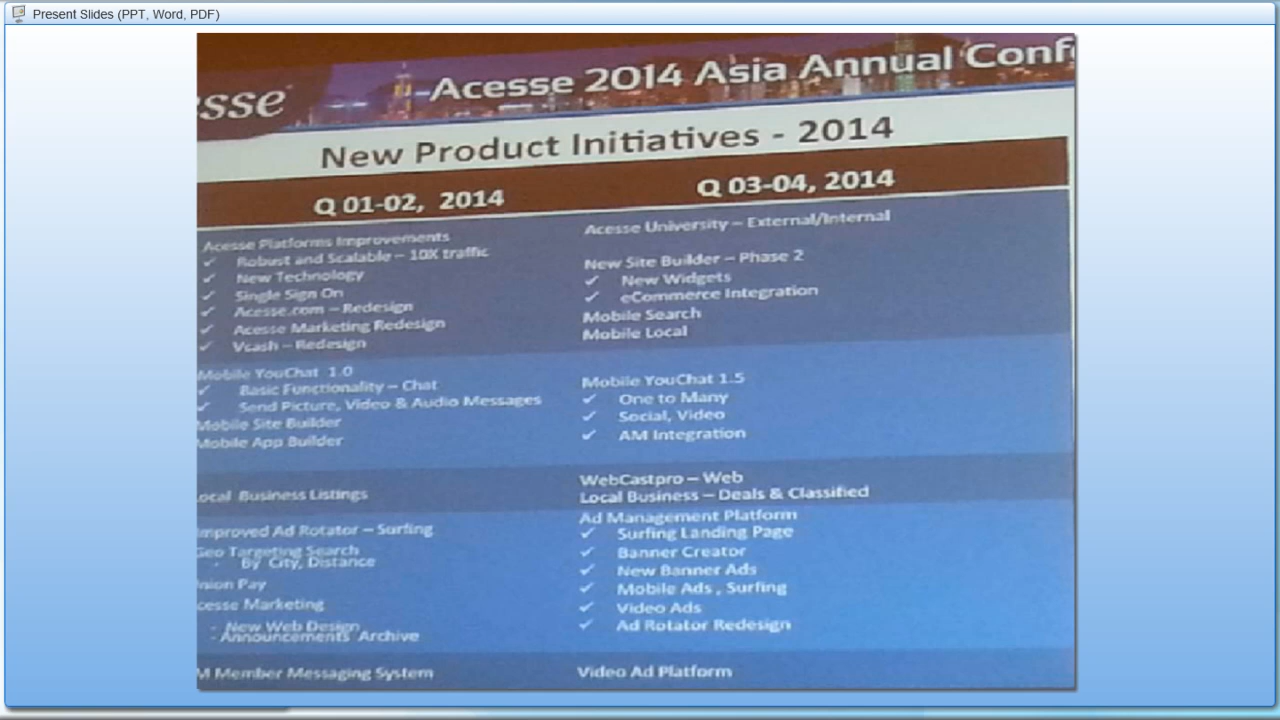 Present Slides (PPT, Word, PDF)
esse
Acesse 2014 Asia Annual Conf
New Product Initiatives - 2014
Q 01-02, 2014
Acesse Platforms Improvements
✓ Robust and Scalable – 10X traffic
✓ New Technology
✓ Single Sign On
✓ Acesse.com – Redesign
✓ Acesse Marketing Redesign
✓ Vcash – Redesign
Mobile YouChat 1.0
✓ Basic Functionality – Chat
✓ Send Picture, Video & Audio Messages
Mobile Site Builder
Mobile App Builder
ocal Business Listings
mproved Ad Rotator – Surfing
Geo Targeting Search
- By City, Distance
nion Pay
cesse Marketing
- New Web Design
- Announcements Archive
M Member Messaging System
Q 03-04, 2014
Acesse University – External/Internal
New Site Builder – Phase 2
✓ New Widgets
✓ eCommerce Integration
Mobile Search
Mobile Local
Mobile YouChat 1.5
✓ One to Many
✓ Social, Video
✓ AM Integration
WebCastpro – Web
Local Business – Deals & Classified
Ad Management Platform
✓ Surfing Landing Page
✓ Banner Creator
✓ New Banner Ads
✓ Mobile Ads , Surfing
✓ Video Ads
✓ Ad Rotator Redesign
Video Ad Platform